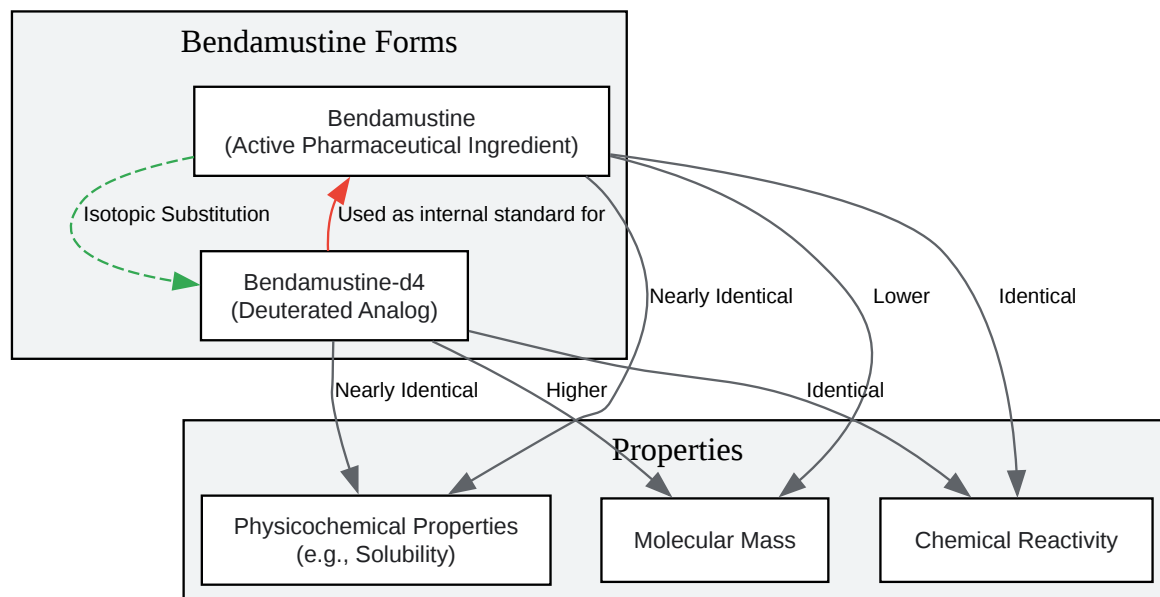 Bendamustine Forms
Bendamustine
(Active Pharmaceutical Ingredient)
Isotopic Substitution
Used as internal standard for
Bendamustine-d4
(Deuterated Analog)
Nearly Identical
Lower
Identical
Nearly Identical
Higher
Identical
Properties
Physicochemical Properties
(e.g., Solubility)
Molecular Mass
Chemical Reactivity